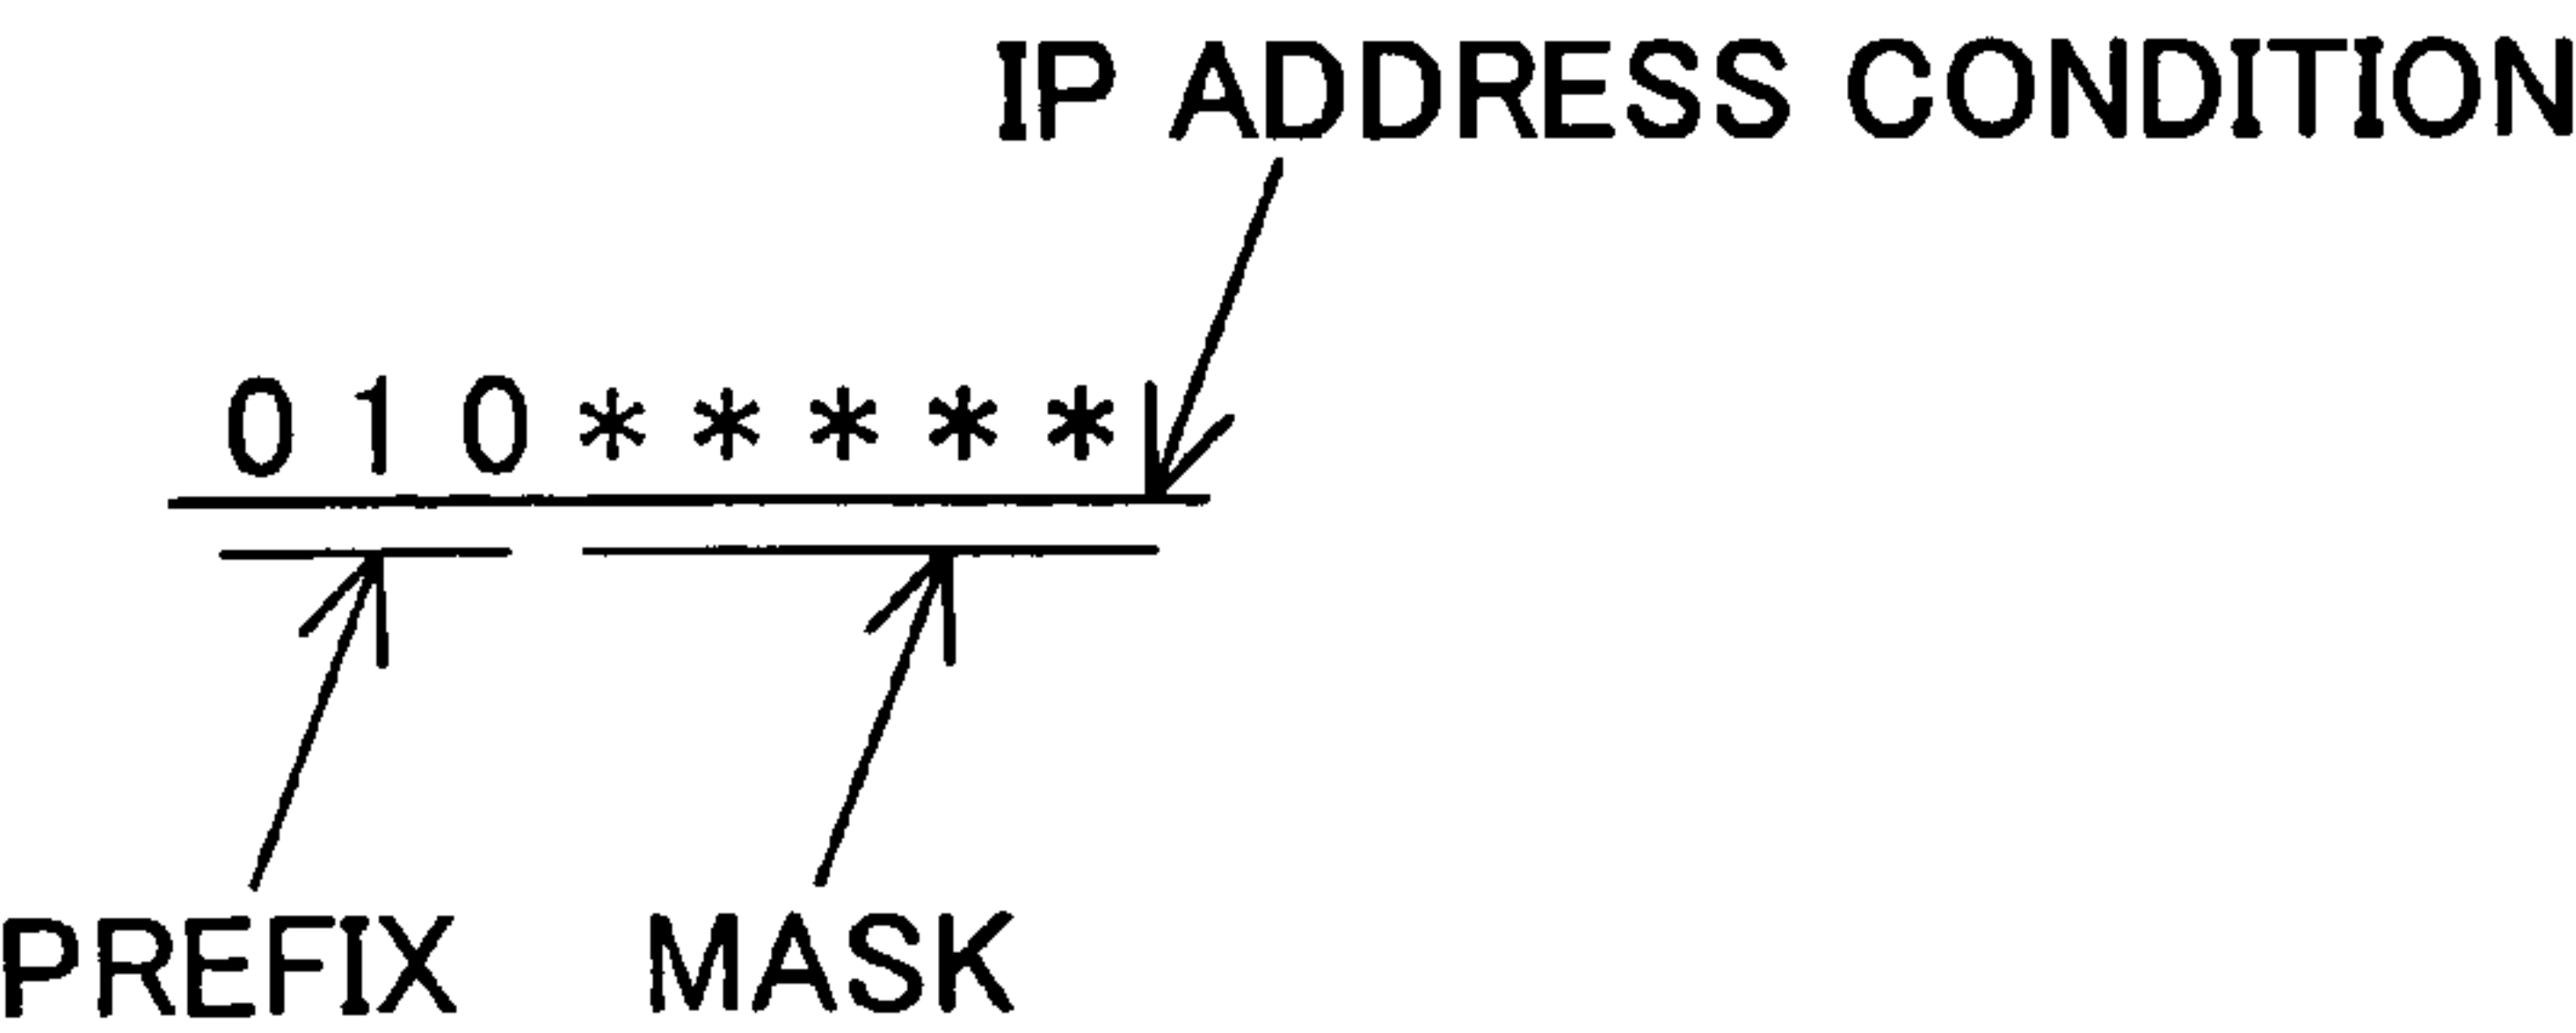 IP ADDRESS CONDITION
0 1 0 * * * * *
PREFIX MASK